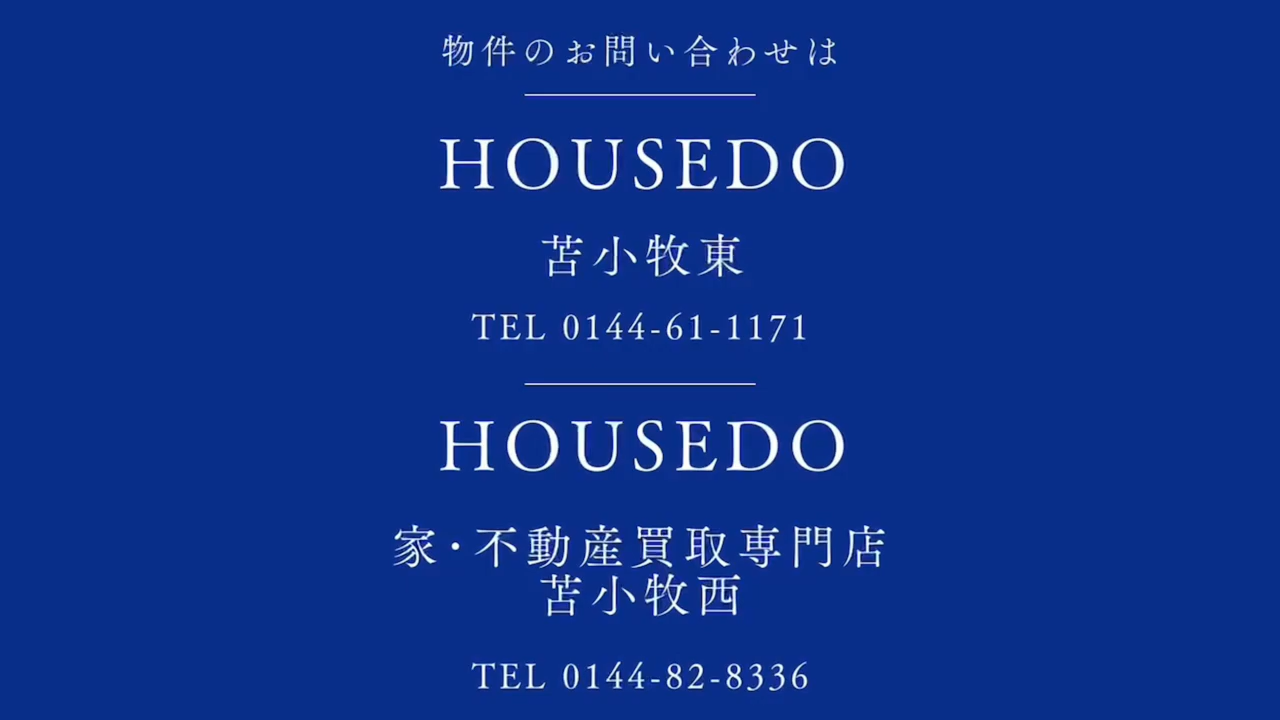 物件のお問い合わせは
HOUSEDO
苫小牧東
TEL 0144-61-1171
HOUSEDO
家・不動産買取専門店
苫小牧西
TEL 0144-82-8336